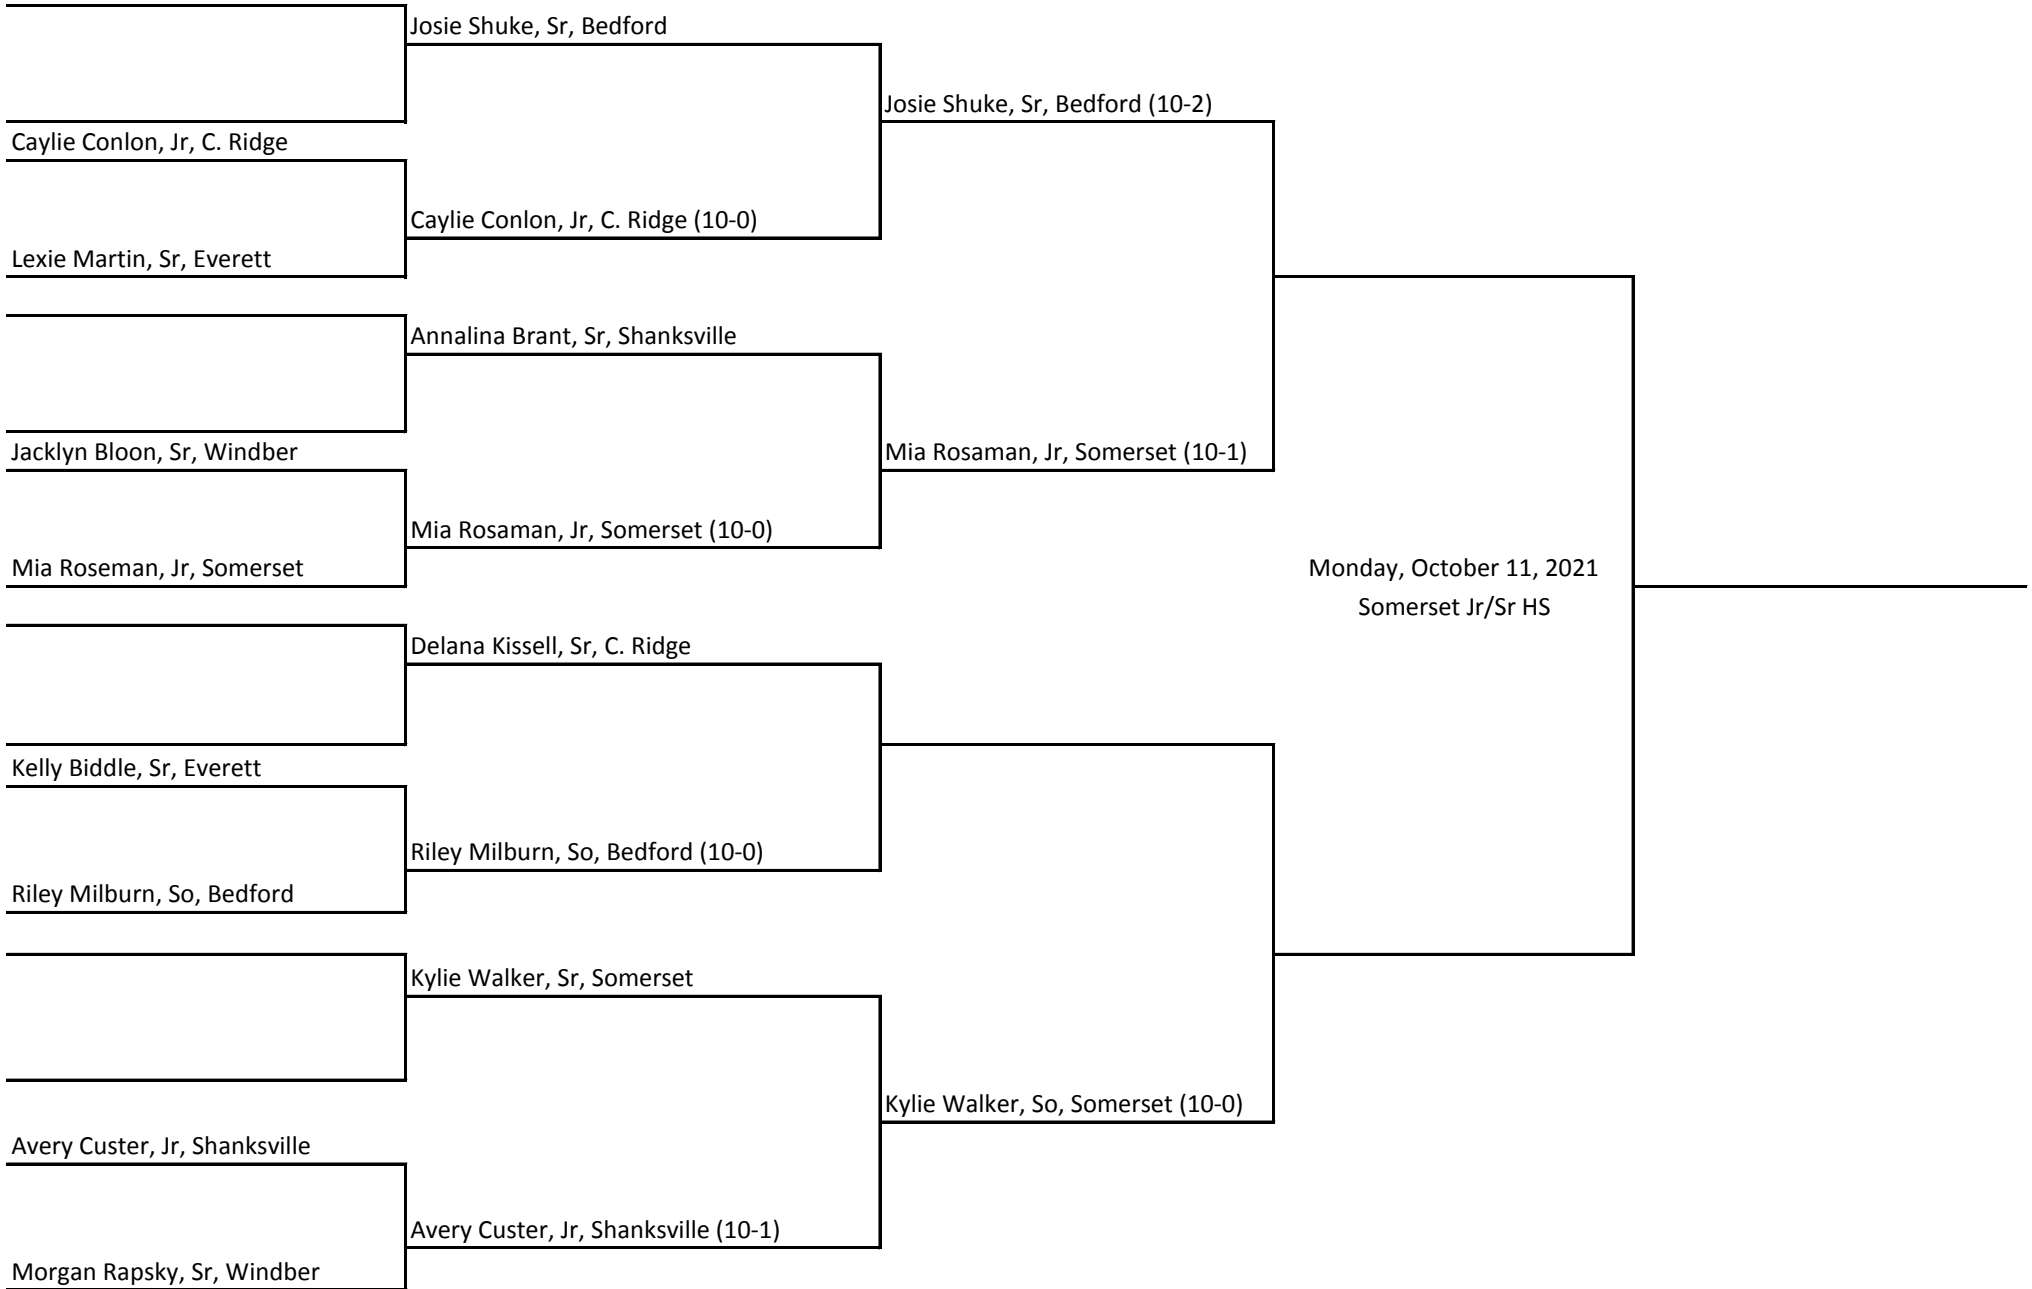 Josie Shuke, Sr, Bedford
Josie Shuke, Sr, Bedford (10-2)
Caylie Conlon, Jr, C. Ridge
Caylie Conlon, Jr, C. Ridge (10-0)
Lexie Martin, Sr, Everett
Annalina Brant, Sr, Shanksville
Jacklyn Bloon, Sr, Windber
Mia Rosaman, Jr, Somerset (10-1)
Mia Rosaman, Jr, Somerset (10-0)
Mia Roseman, Jr, Somerset
Monday, October 11, 2021
Somerset Jr/Sr HS
Delana Kissell, Sr, C. Ridge
Kelly Biddle, Sr, Everett
Riley Milburn, So, Bedford (10-0)
Riley Milburn, So, Bedford
Kylie Walker, Sr, Somerset
Kylie Walker, So, Somerset (10-0)
Avery Custer, Jr, Shanksville
Avery Custer, Jr, Shanksville (10-1)
Morgan Rapsky, Sr, Windber